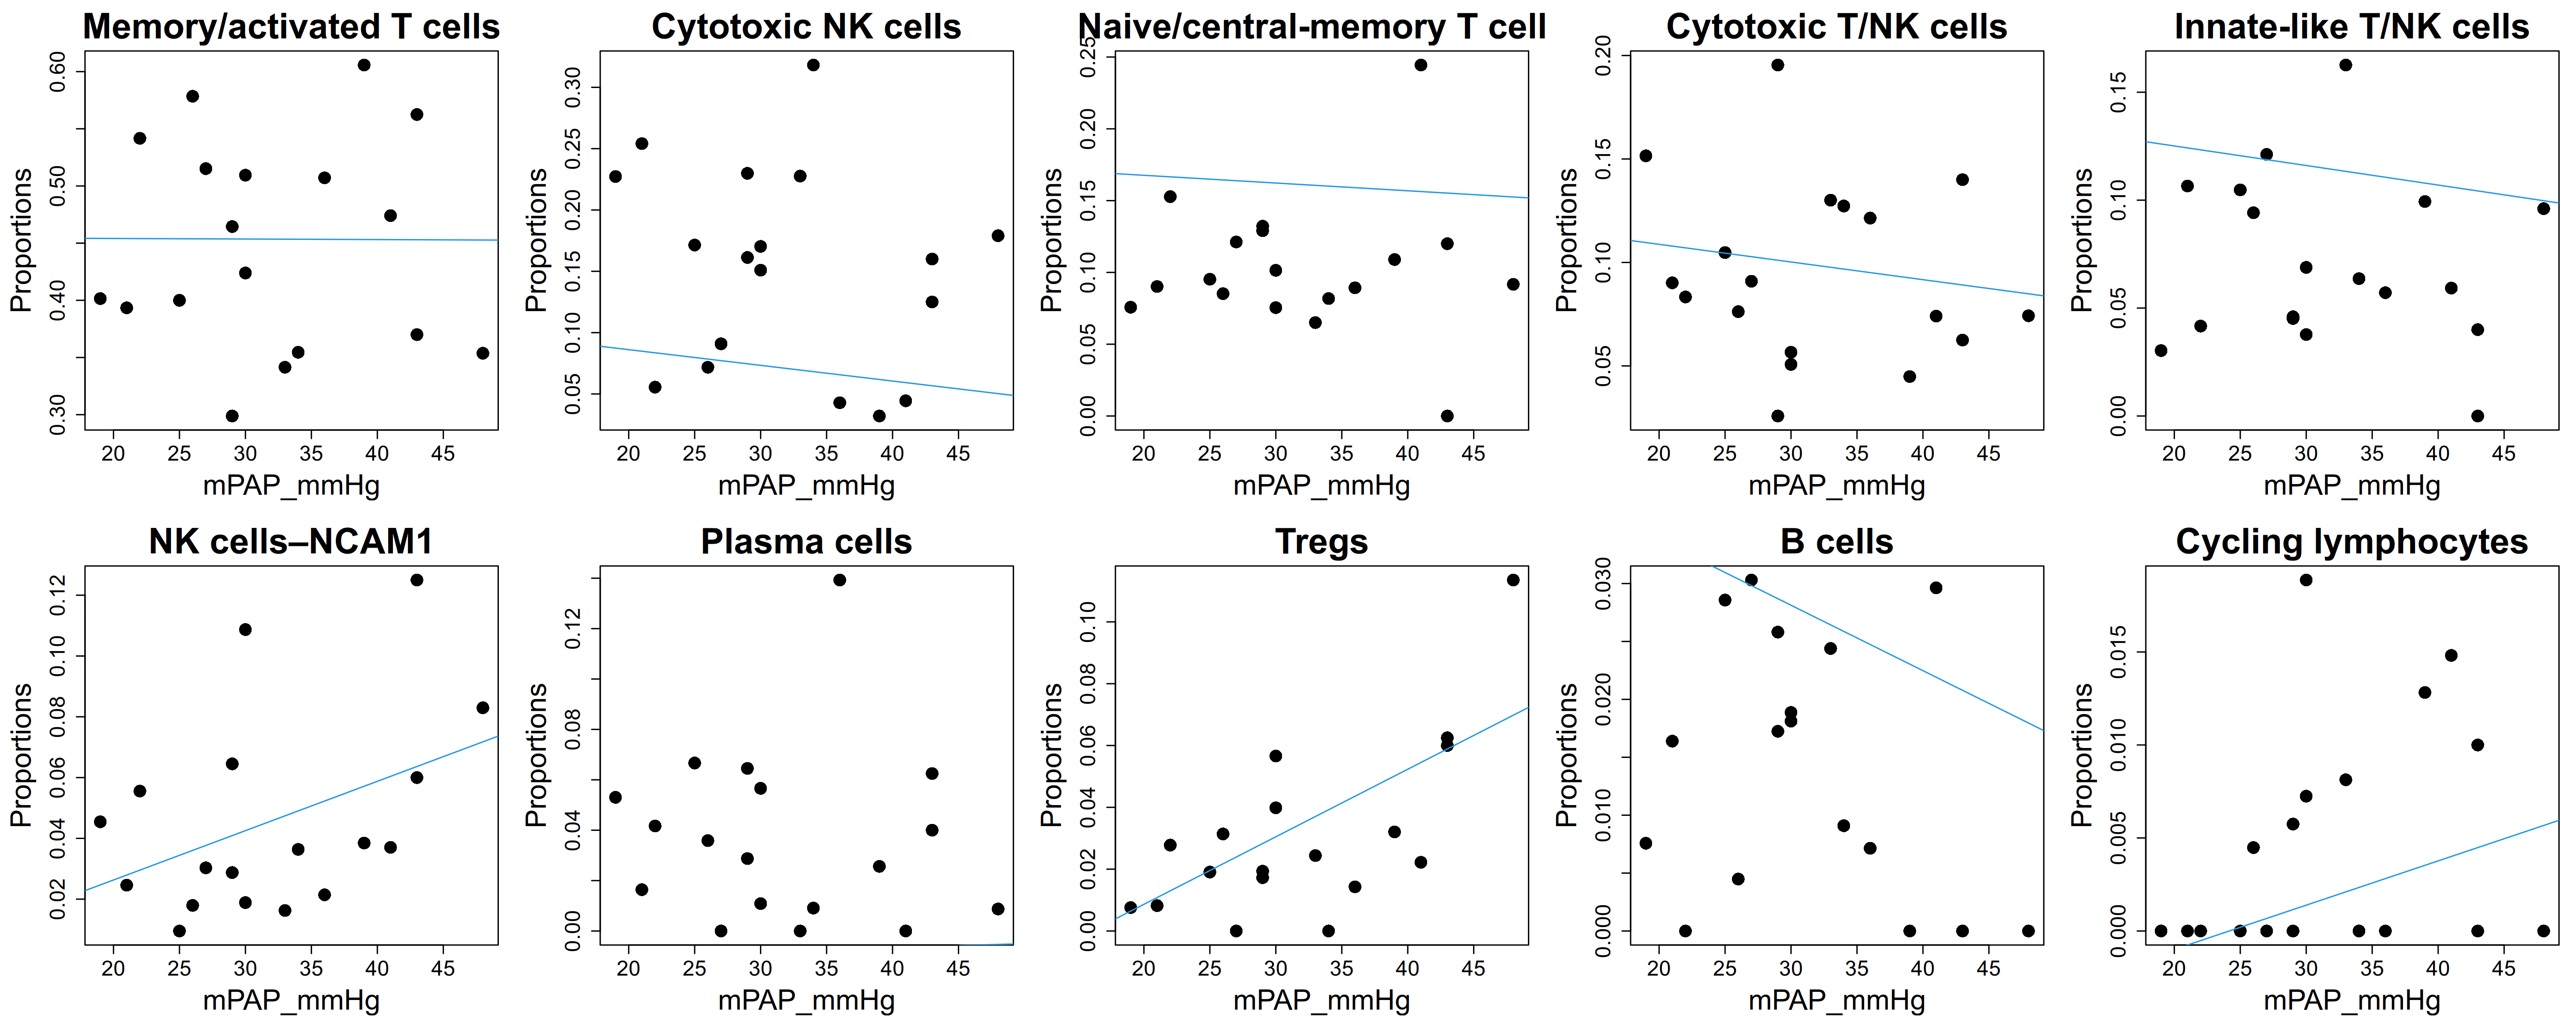 Memory/activated T cells
Proportions
0.30 0.40 0.50 0.60
20 25 30 35 40 45
mPAP_mmHg
Cytotoxic NK cells
Proportions
0.05 0.10 0.15 0.20 0.25 0.30
20 25 30 35 40 45
mPAP_mmHg
Naive/central-memory T cell
Proportions
0.00 0.05 0.10 0.15 0.20 0.25
20 25 30 35 40 45
mPAP_mmHg
Cytotoxic T/NK cells
Proportions
0.05 0.10 0.15 0.20
20 25 30 35 40 45
mPAP_mmHg
Innate-like T/NK cells
Proportions
0.00 0.05 0.10 0.15
20 25 30 35 40 45
mPAP_mmHg
NK cells–NCAM1
Proportions
0.02 0.04 0.06 0.08 0.10 0.12
20 25 30 35 40 45
mPAP_mmHg
Plasma cells
Proportions
0.00 0.04 0.08 0.12
20 25 30 35 40 45
mPAP_mmHg
Tregs
Proportions
0.00 0.02 0.04 0.06 0.08 0.10
20 25 30 35 40 45
mPAP_mmHg
B cells
Proportions
0.000 0.010 0.020 0.030
20 25 30 35 40 45
mPAP_mmHg
Cycling lymphocytes
Proportions
0.000 0.005 0.010 0.015
20 25 30 35 40 45
mPAP_mmHg